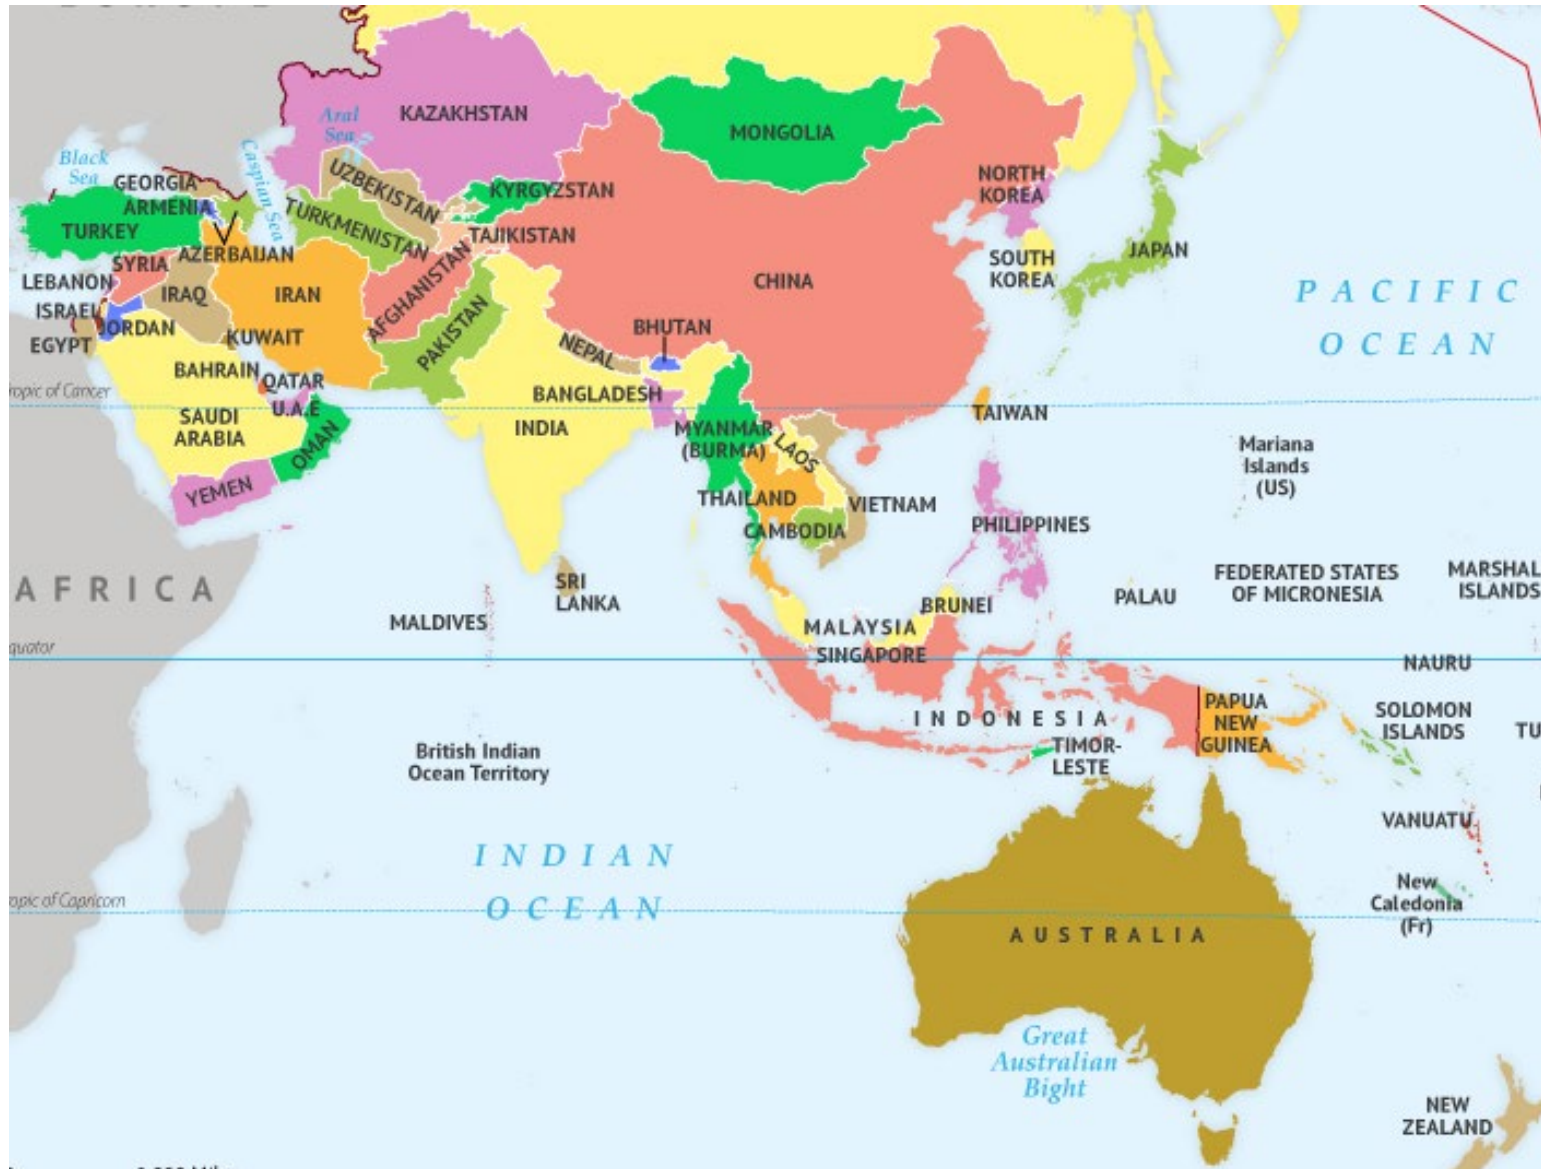 KAZAKHSTAN
Aral
Sea
MONGOLIA
Black
Sea
Caspian Sea
UZBEKISTAN
NORTH
KOREA
GEORGIA
KYRGYZSTAN
ARMENIA
TURKMENISTAN
TURKEY
TAJIKISTAN
AZERBAIJAN
JAPAN
SYRIA
SOUTH
KOREA
LEBANON
IRAQ
IRAN
AFGHANISTAN
CHINA
PACIFIC
OCEAN
ISRAEL
JORDAN
PAKISTAN
BHUTAN
EGYPT
KUWAIT
NEPAL
BAHRAIN
QATAR
of Cancer
BANGLADESH
U.A.E
SAUDI
ARABIA
OMAN
INDIA
MYANMAR
(BURMA)
LAOS
TAIWAN
Mariana
Islands
(US)
YEMEN
THAILAND
VIETNAM
CAMBODIA
PHILIPPINES
AFRICA
SRI
LANKA
FEDERATED STATES
OF MICRONESIA
MARSHAL
ISLANDS
PALAU
BRUNEI
MALDIVES
MALAYSIA
SINGAPORE
quator
NAURU
INDONESIA
PAPUA
NEW
GUINEA
SOLOMON
ISLANDS
TU
British Indian
Ocean Territory
TIMOR-
LESTE
VANUATU
INDIAN
OCEAN
New
Caledonia
(Fr)
of Capricorn
AUSTRALIA
Great
Australian
Bight
NEW
ZEALAND